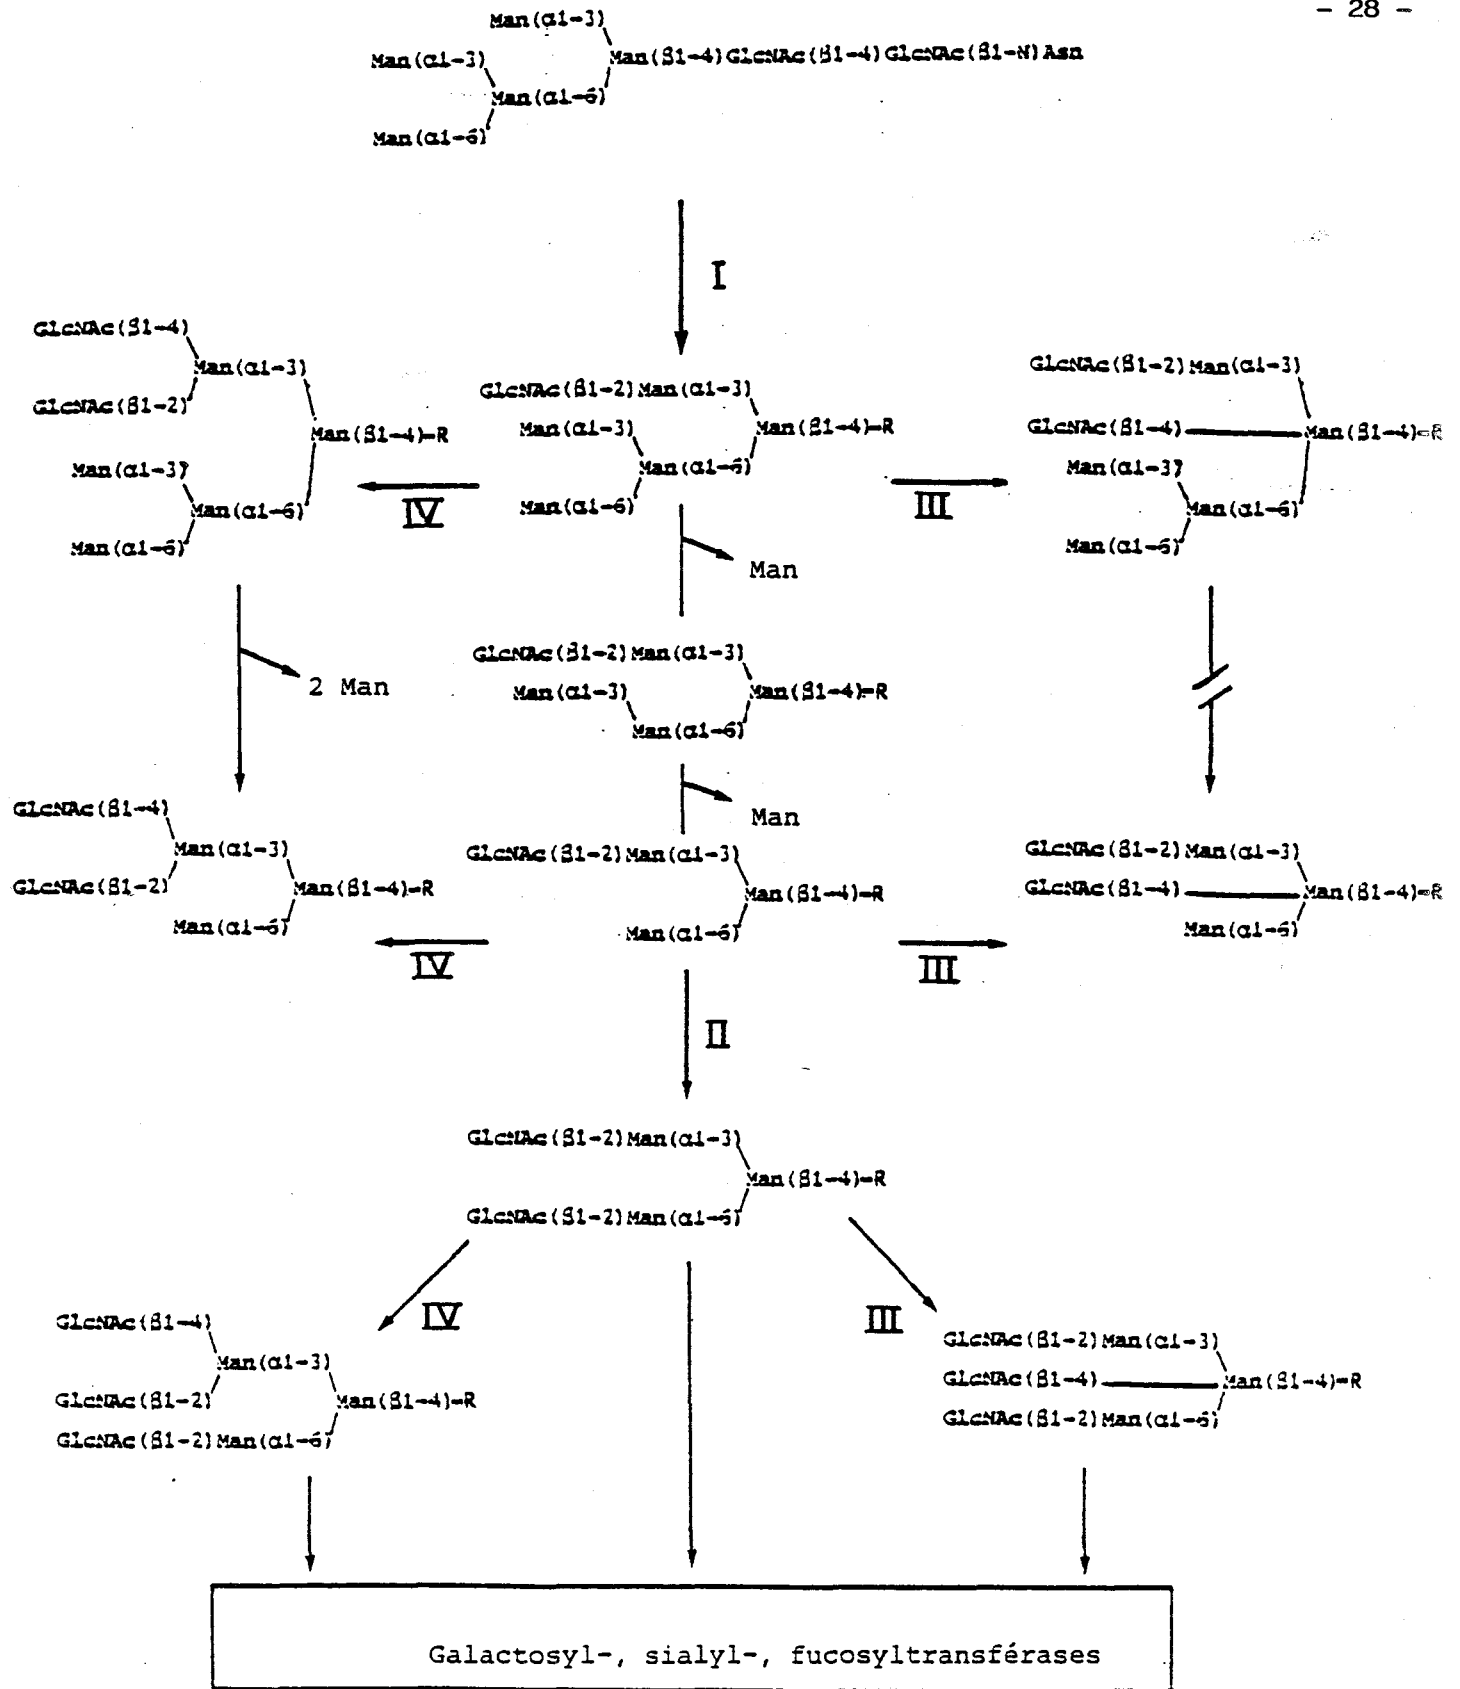 - 28 -
Man(α1-3)
Man(α1-3)
Man(β1-4)GlcNAc(β1-4)GlcNAc(β1-N)Asn
Man(α1-6)
Man(α1-6)
I
GlcNAc(β1-4)
Man(α1-3)
GlcNAc(β1-2)
Man(β1-4)-R
Man(α1-3)
Man(α1-6)
Man(α1-6)
IV
GlcNAc(β1-2)Man(α1-3)
Man(α1-3)
Man(β1-4)-R
Man(α1-6)
Man(α1-6)
III
GlcNAc(β1-2)Man(α1-3)
GlcNAc(β1-4)
Man(β1-4)-R
Man(α1-3)
Man(α1-6)
Man(α1-6)
Man
2 Man
GlcNAc(β1-2)Man(α1-3)
Man(α1-3)
Man(β1-4)-R
Man(α1-6)
Man
GlcNAc(β1-4)
Man(α1-3)
GlcNAc(β1-2)
Man(β1-4)-R
Man(α1-6)
IV
GlcNAc(β1-2)Man(α1-3)
Man(β1-4)-R
Man(α1-6)
III
GlcNAc(β1-2)Man(α1-3)
GlcNAc(β1-4)
Man(β1-4)-R
Man(α1-6)
II
GlcNAc(β1-2)Man(α1-3)
Man(β1-4)-R
GlcNAc(β1-2)Man(α1-6)
IV
III
GlcNAc(β1-4)
Man(α1-3)
GlcNAc(β1-2)
Man(β1-4)-R
GlcNAc(β1-2)Man(α1-6)
GlcNAc(β1-2)Man(α1-3)
GlcNAc(β1-4)
Man(β1-4)-R
GlcNAc(β1-2)Man(α1-6)
Galactosyl-, sialyl-, fucosyltransférases